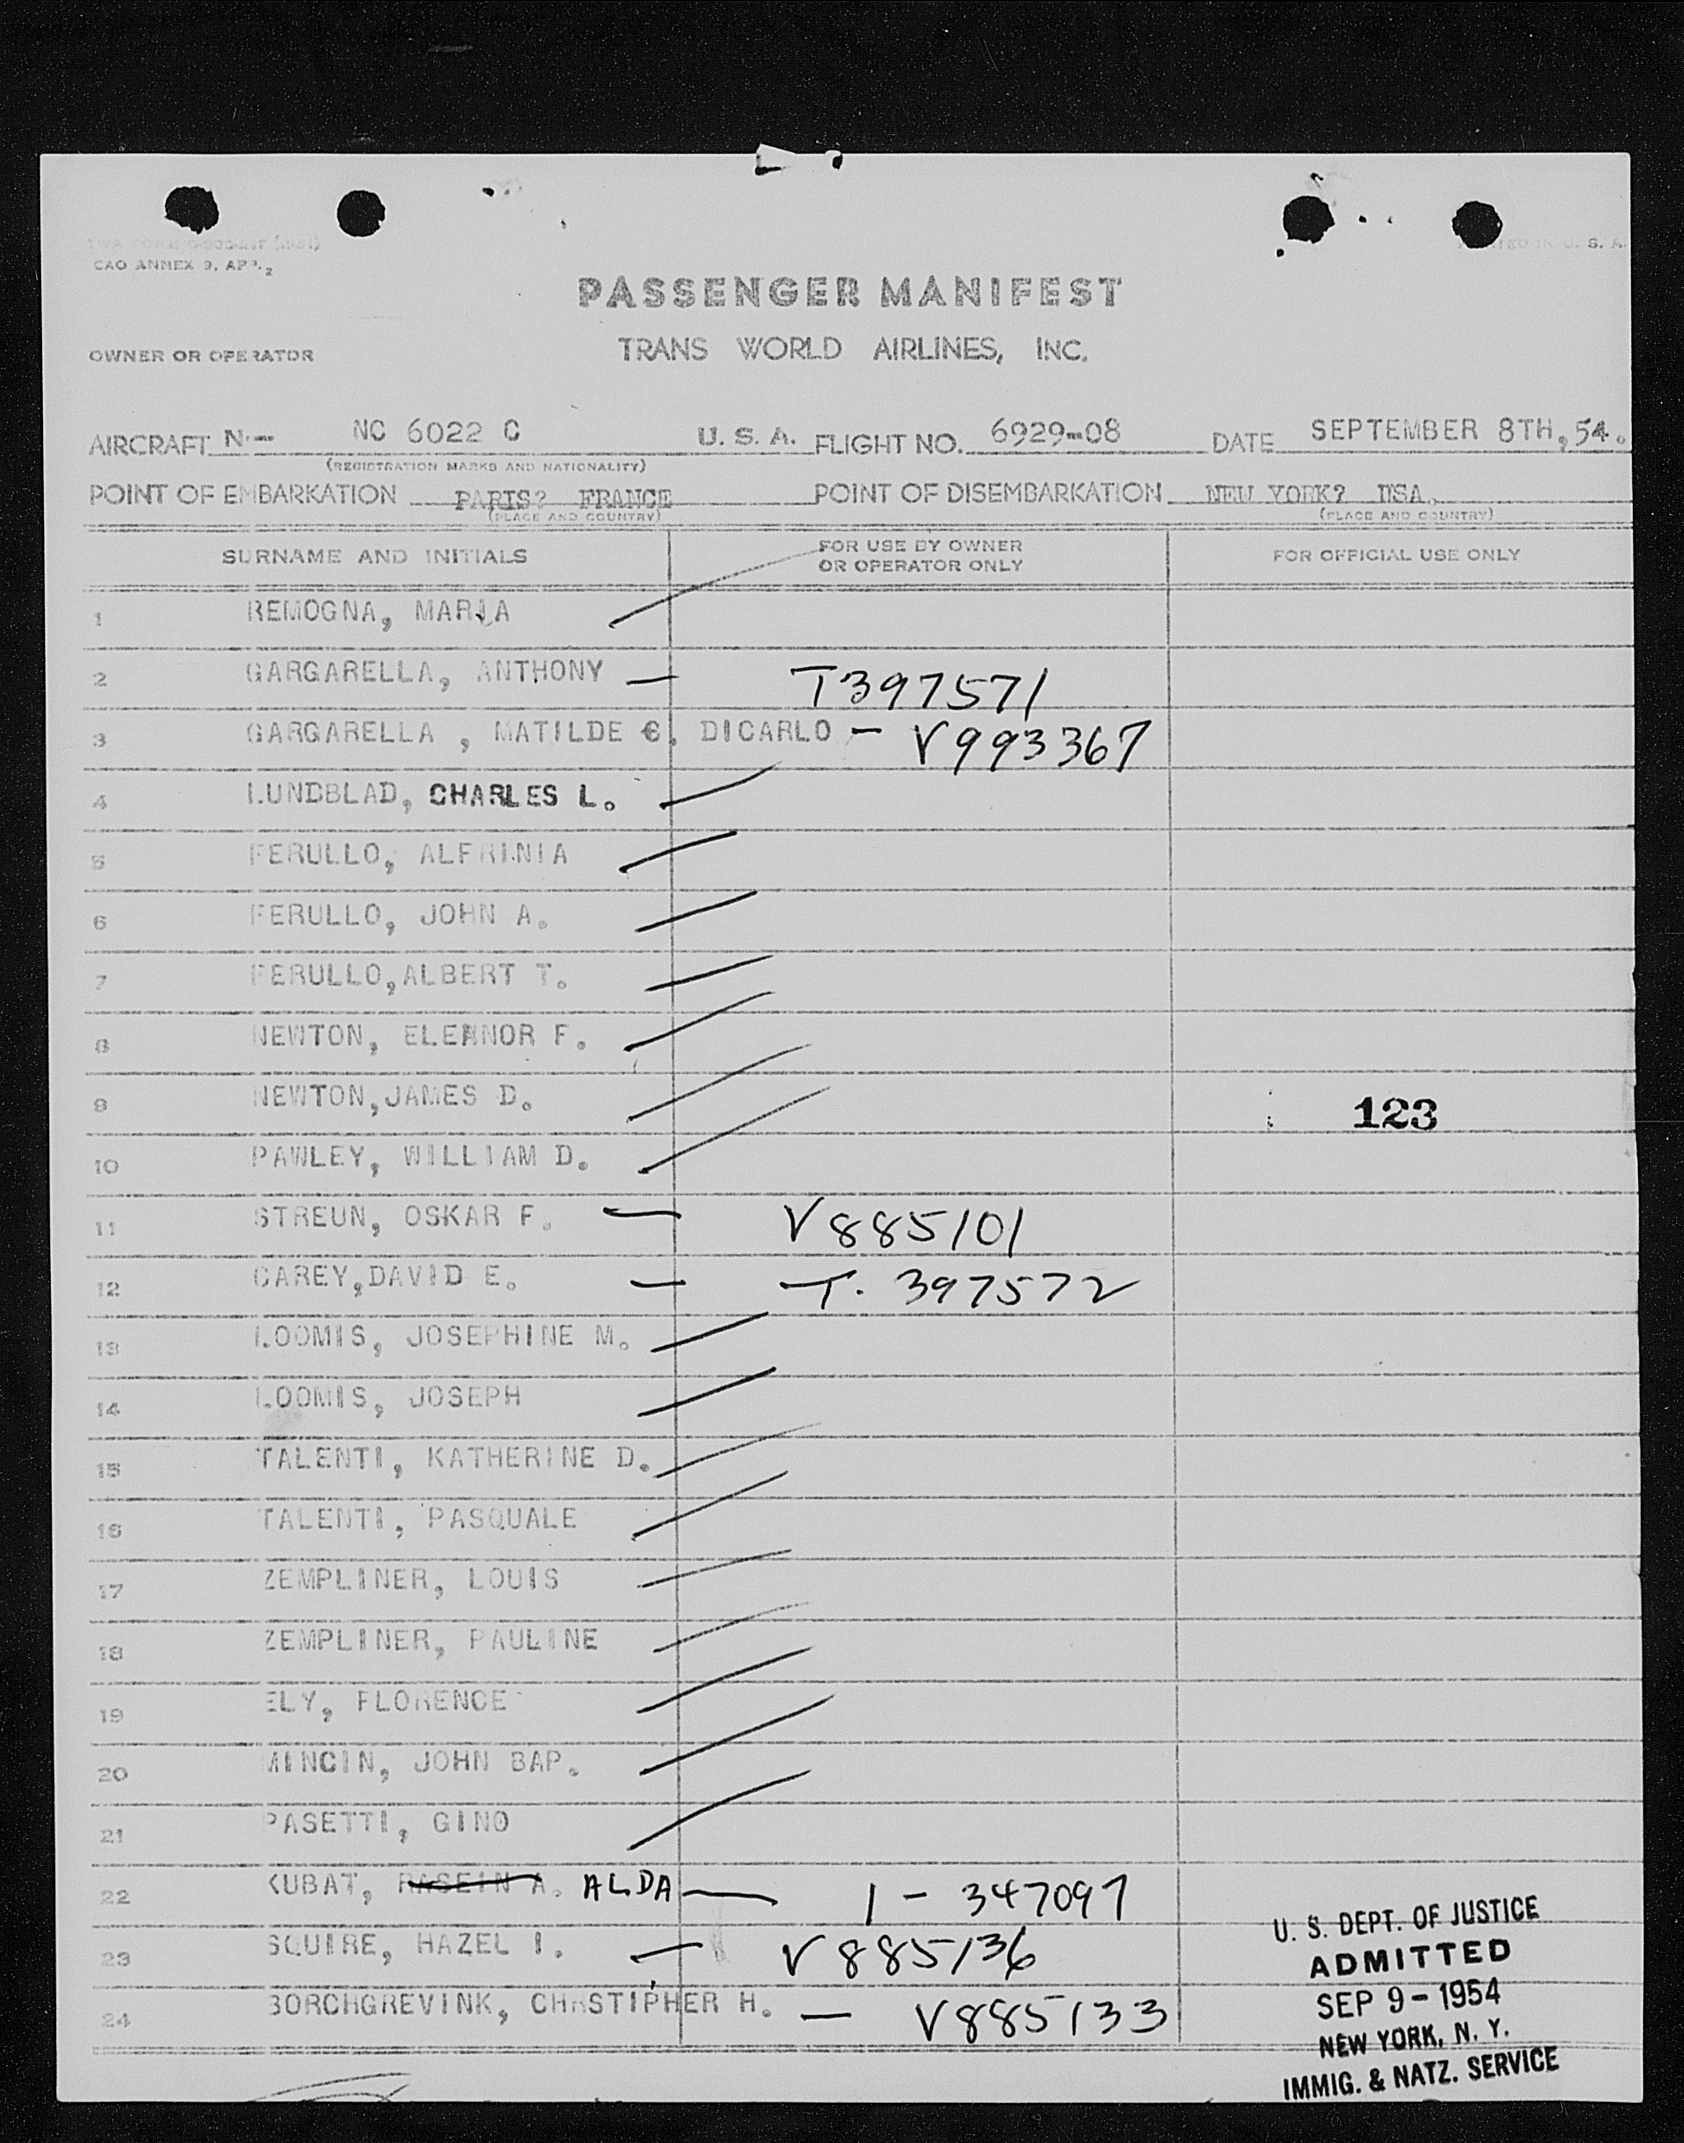 CAO ANNEX 9, APP. 2
U. S. A.
PASSENGER MANIFEST
OWNER OR OPERATOR TRANS WORLD AIRLINES, INC.
AIRCRAFT N-- NC 6022 C U. S. A. FLIGHT NO. 6929-08 DATE SEPTEMBER 8TH,54.
(REGISTRATION MARKS AND NATIONALITY)
POINT OF EMBARKATION PARIS? FRANCE POINT OF DISEMBARKATION NEW YORK? USA.
(PLACE AND COUNTRY) (PLACE AND COUNTRY)
SURNAME AND INITIALS FOR USE BY OWNER OR OPERATOR ONLY FOR OFFICIAL USE ONLY
1 REMOGNA, MARIA
2 GARGARELLA, ANTHONY — T397571
3 GARGARELLA , MATILDE C. DICARLO — V993367
4 LUNDBLAD, CHARLES L.
5 FERULLO, ALFRINIA
6 FERULLO, JOHN A.
7 FERULLO,ALBERT T.
8 NEWTON, ELEANOR F.
9 NEWTON,JAMES D. 123
10 PAWLEY, WILLIAM D.
11 STREUN, OSKAR F. — V885101
12 CAREY,DAVID E. — T. 397572
13 LOOMIS, JOSEPHINE M.
14 LOOMIS, JOSEPH
15 TALENTI, KATHERINE D.
16 TALENTI, PASQUALE
17 ZEMPLINER, LOUIS
18 ZEMPLINER, PAULINE
19 ELY, FLORENCE
20 MINCIN, JOHN BAP.
21 PASETTI, GINO
22 KUBAT, RASEIN A. ALDA — 1 - 347097
23 SQUIRE, HAZEL I. — V885136
24 BORCHGREVINK, CHRSTIPHER H. — V885133
U. S. DEPT. OF JUSTICE
ADMITTED
SEP 9 - 1954
NEW YORK, N. Y.
IMMIG. & NATZ. SERVICE